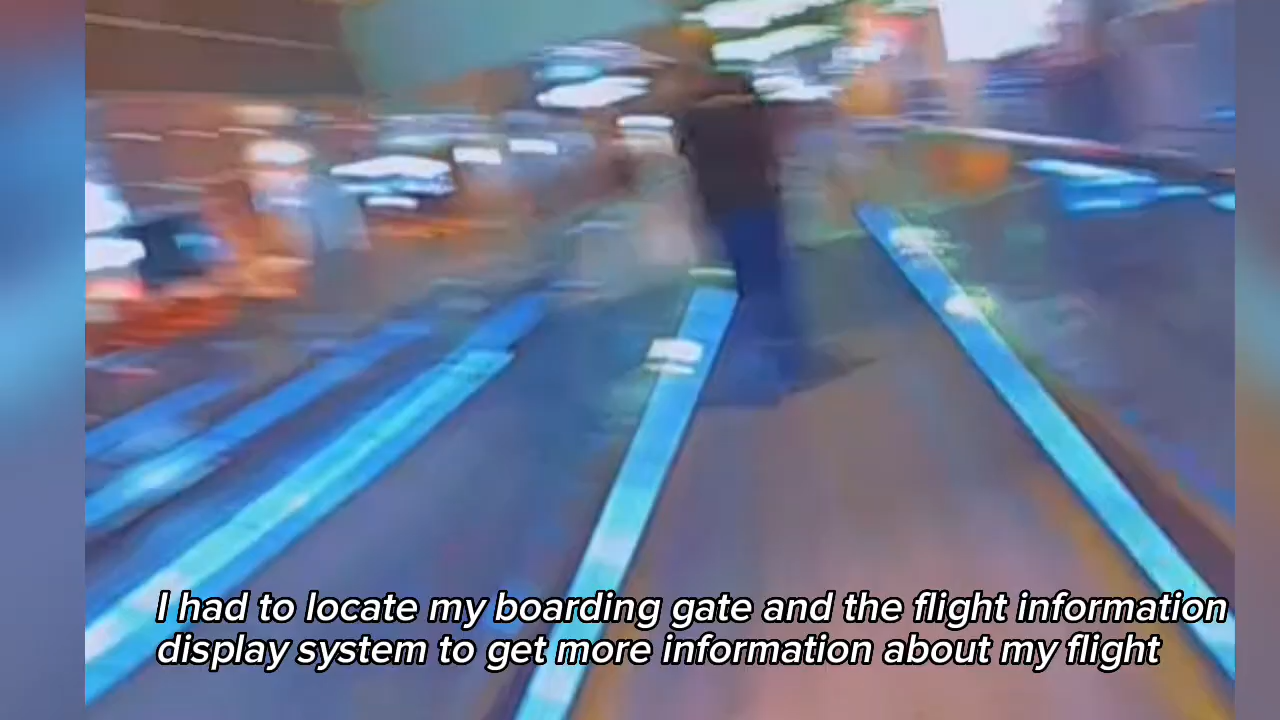 I had to locate my boarding gate and the flight information
display system to get more information about my flight